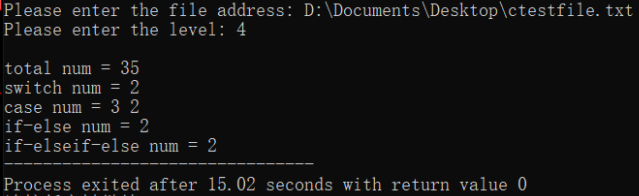 Please enter the file address: D:\Documents\Desktop\ctestfile.txt
Please enter the level: 4
total num = 35
switch num = 2
case num = 3 2
if-else num = 2
if-elseif-else num = 2
--------------------------------
Process exited after 15.02 seconds with return value 0